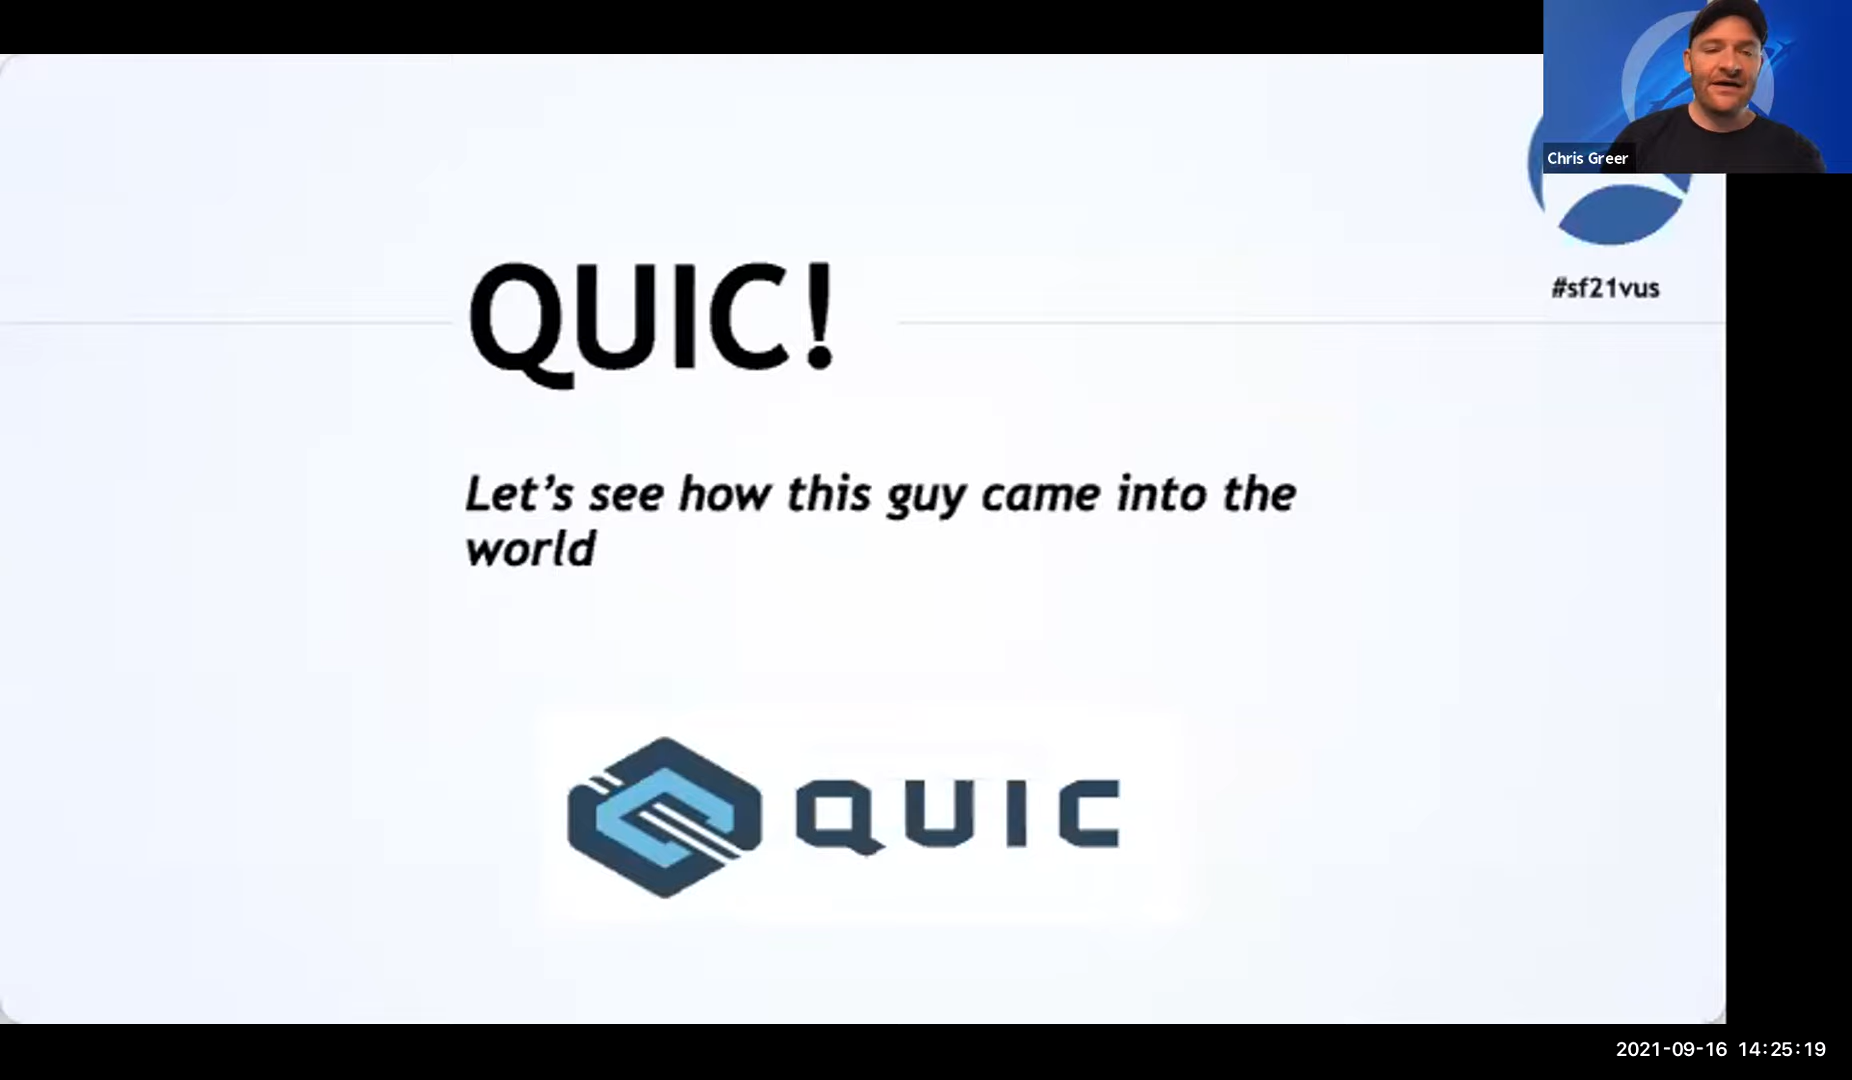 Chris Greer
#sf21vus
QUIC!
Let's see how this guy came into the
world
QUIC
2021-09-16 14:25:19